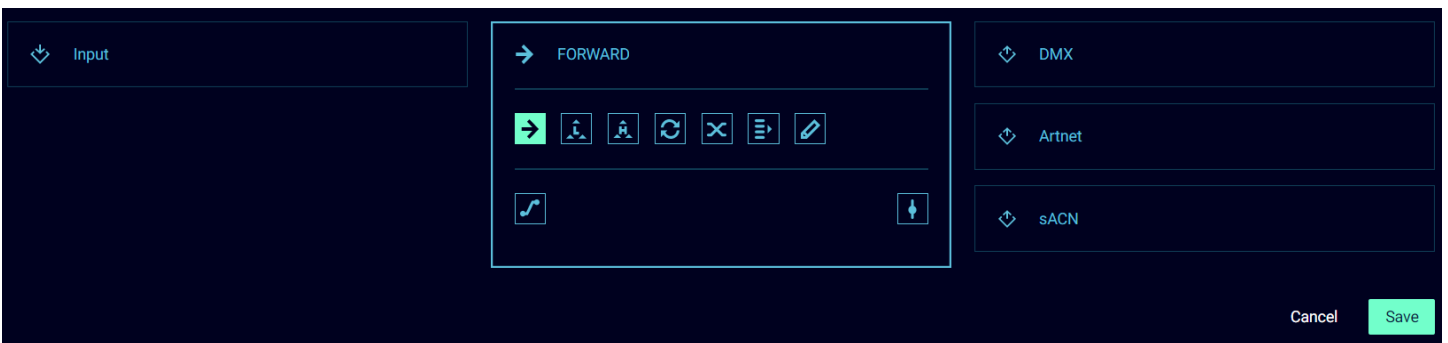 Input
FORWARD
L
H
DMX
Artnet
sACN
Cancel
Save